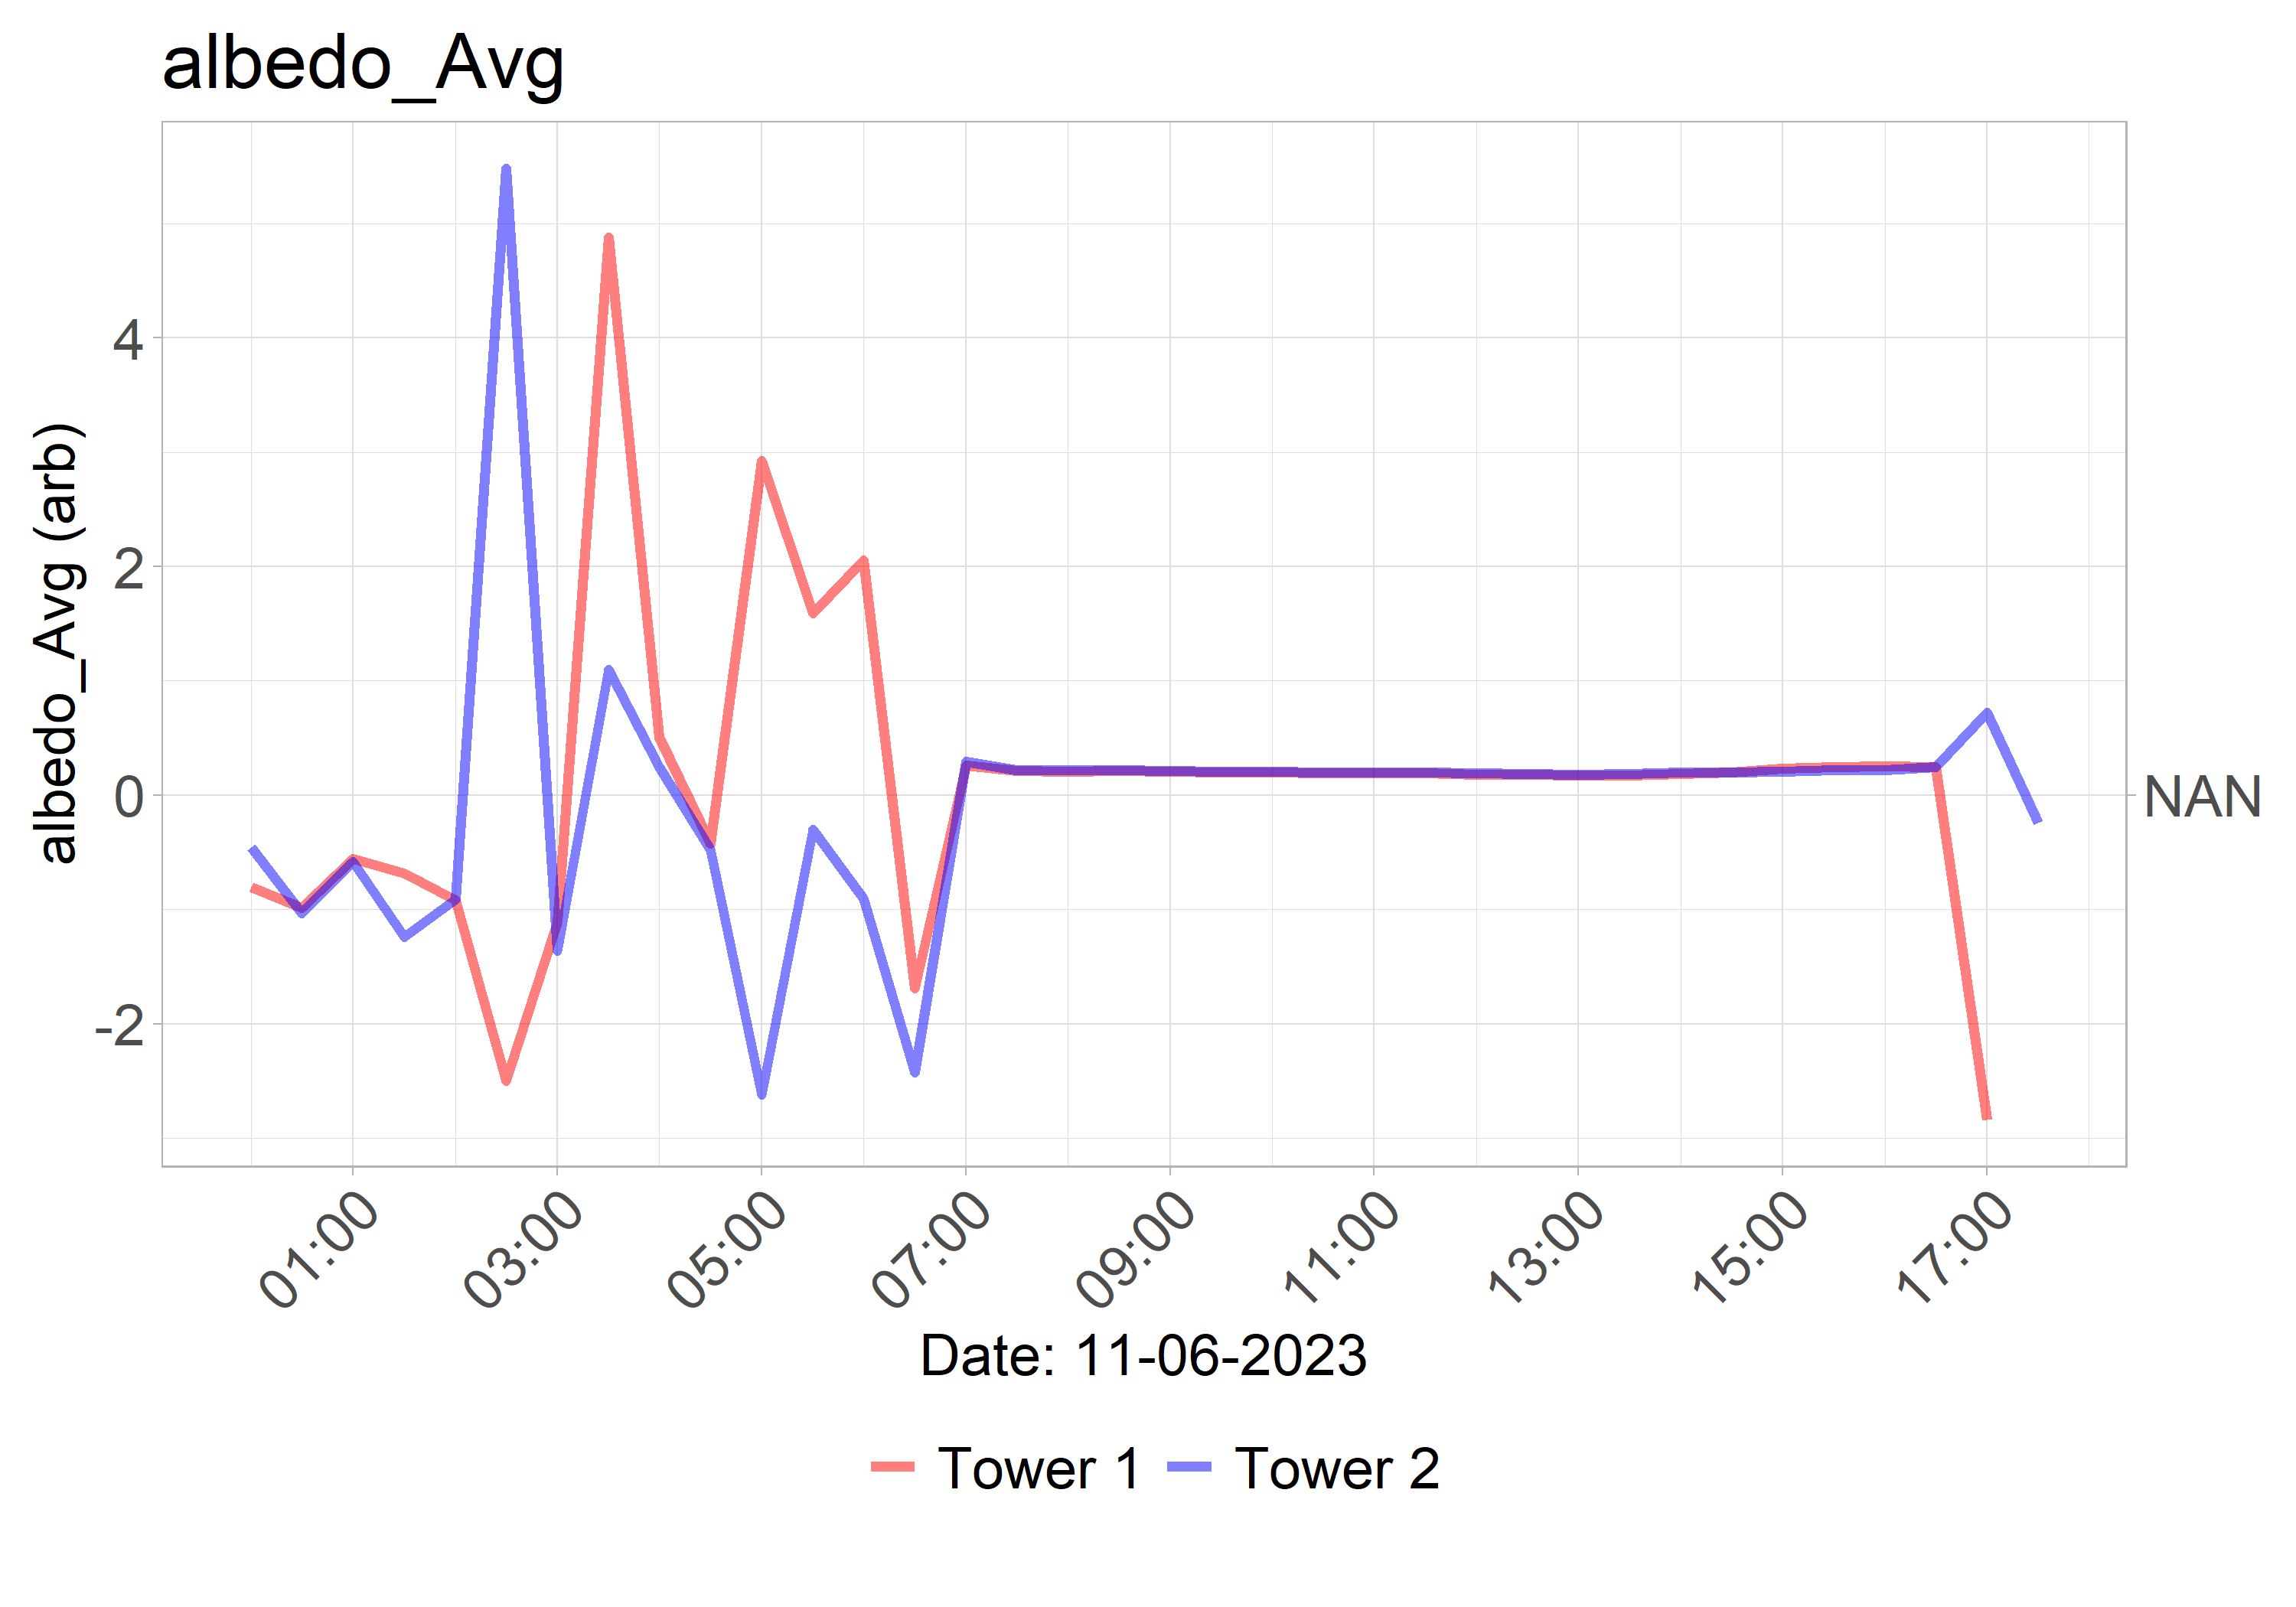 albedo_Avg
albedo_Avg (arb)
4
2
0
-2
NAN
01:00
03:00
05:00
07:00
09:00
11:00
13:00
15:00
17:00
Date: 11-06-2023
Tower 1
Tower 2